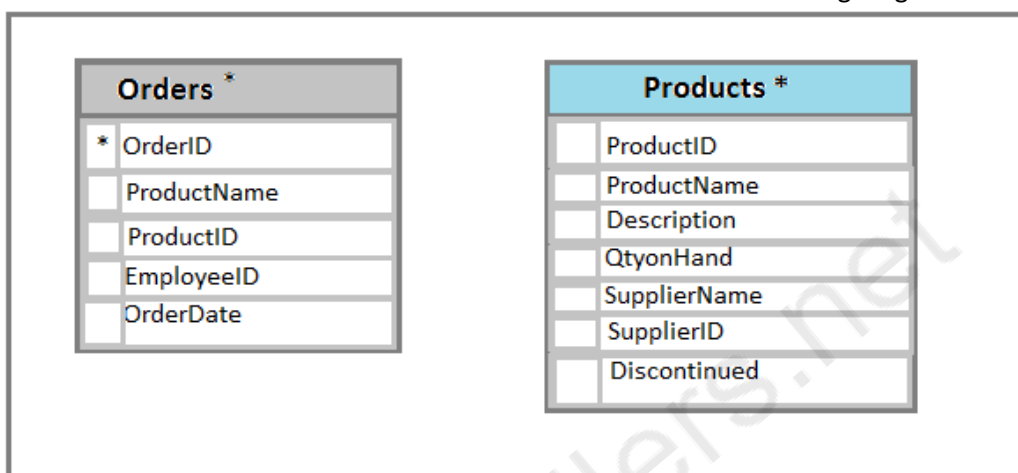 Orders *
* OrderID
ProductName
ProductID
EmployeeID
OrderDate
Products *
ProductID
ProductName
Description
QtyonHand
SupplierName
SupplierID
Discontinued